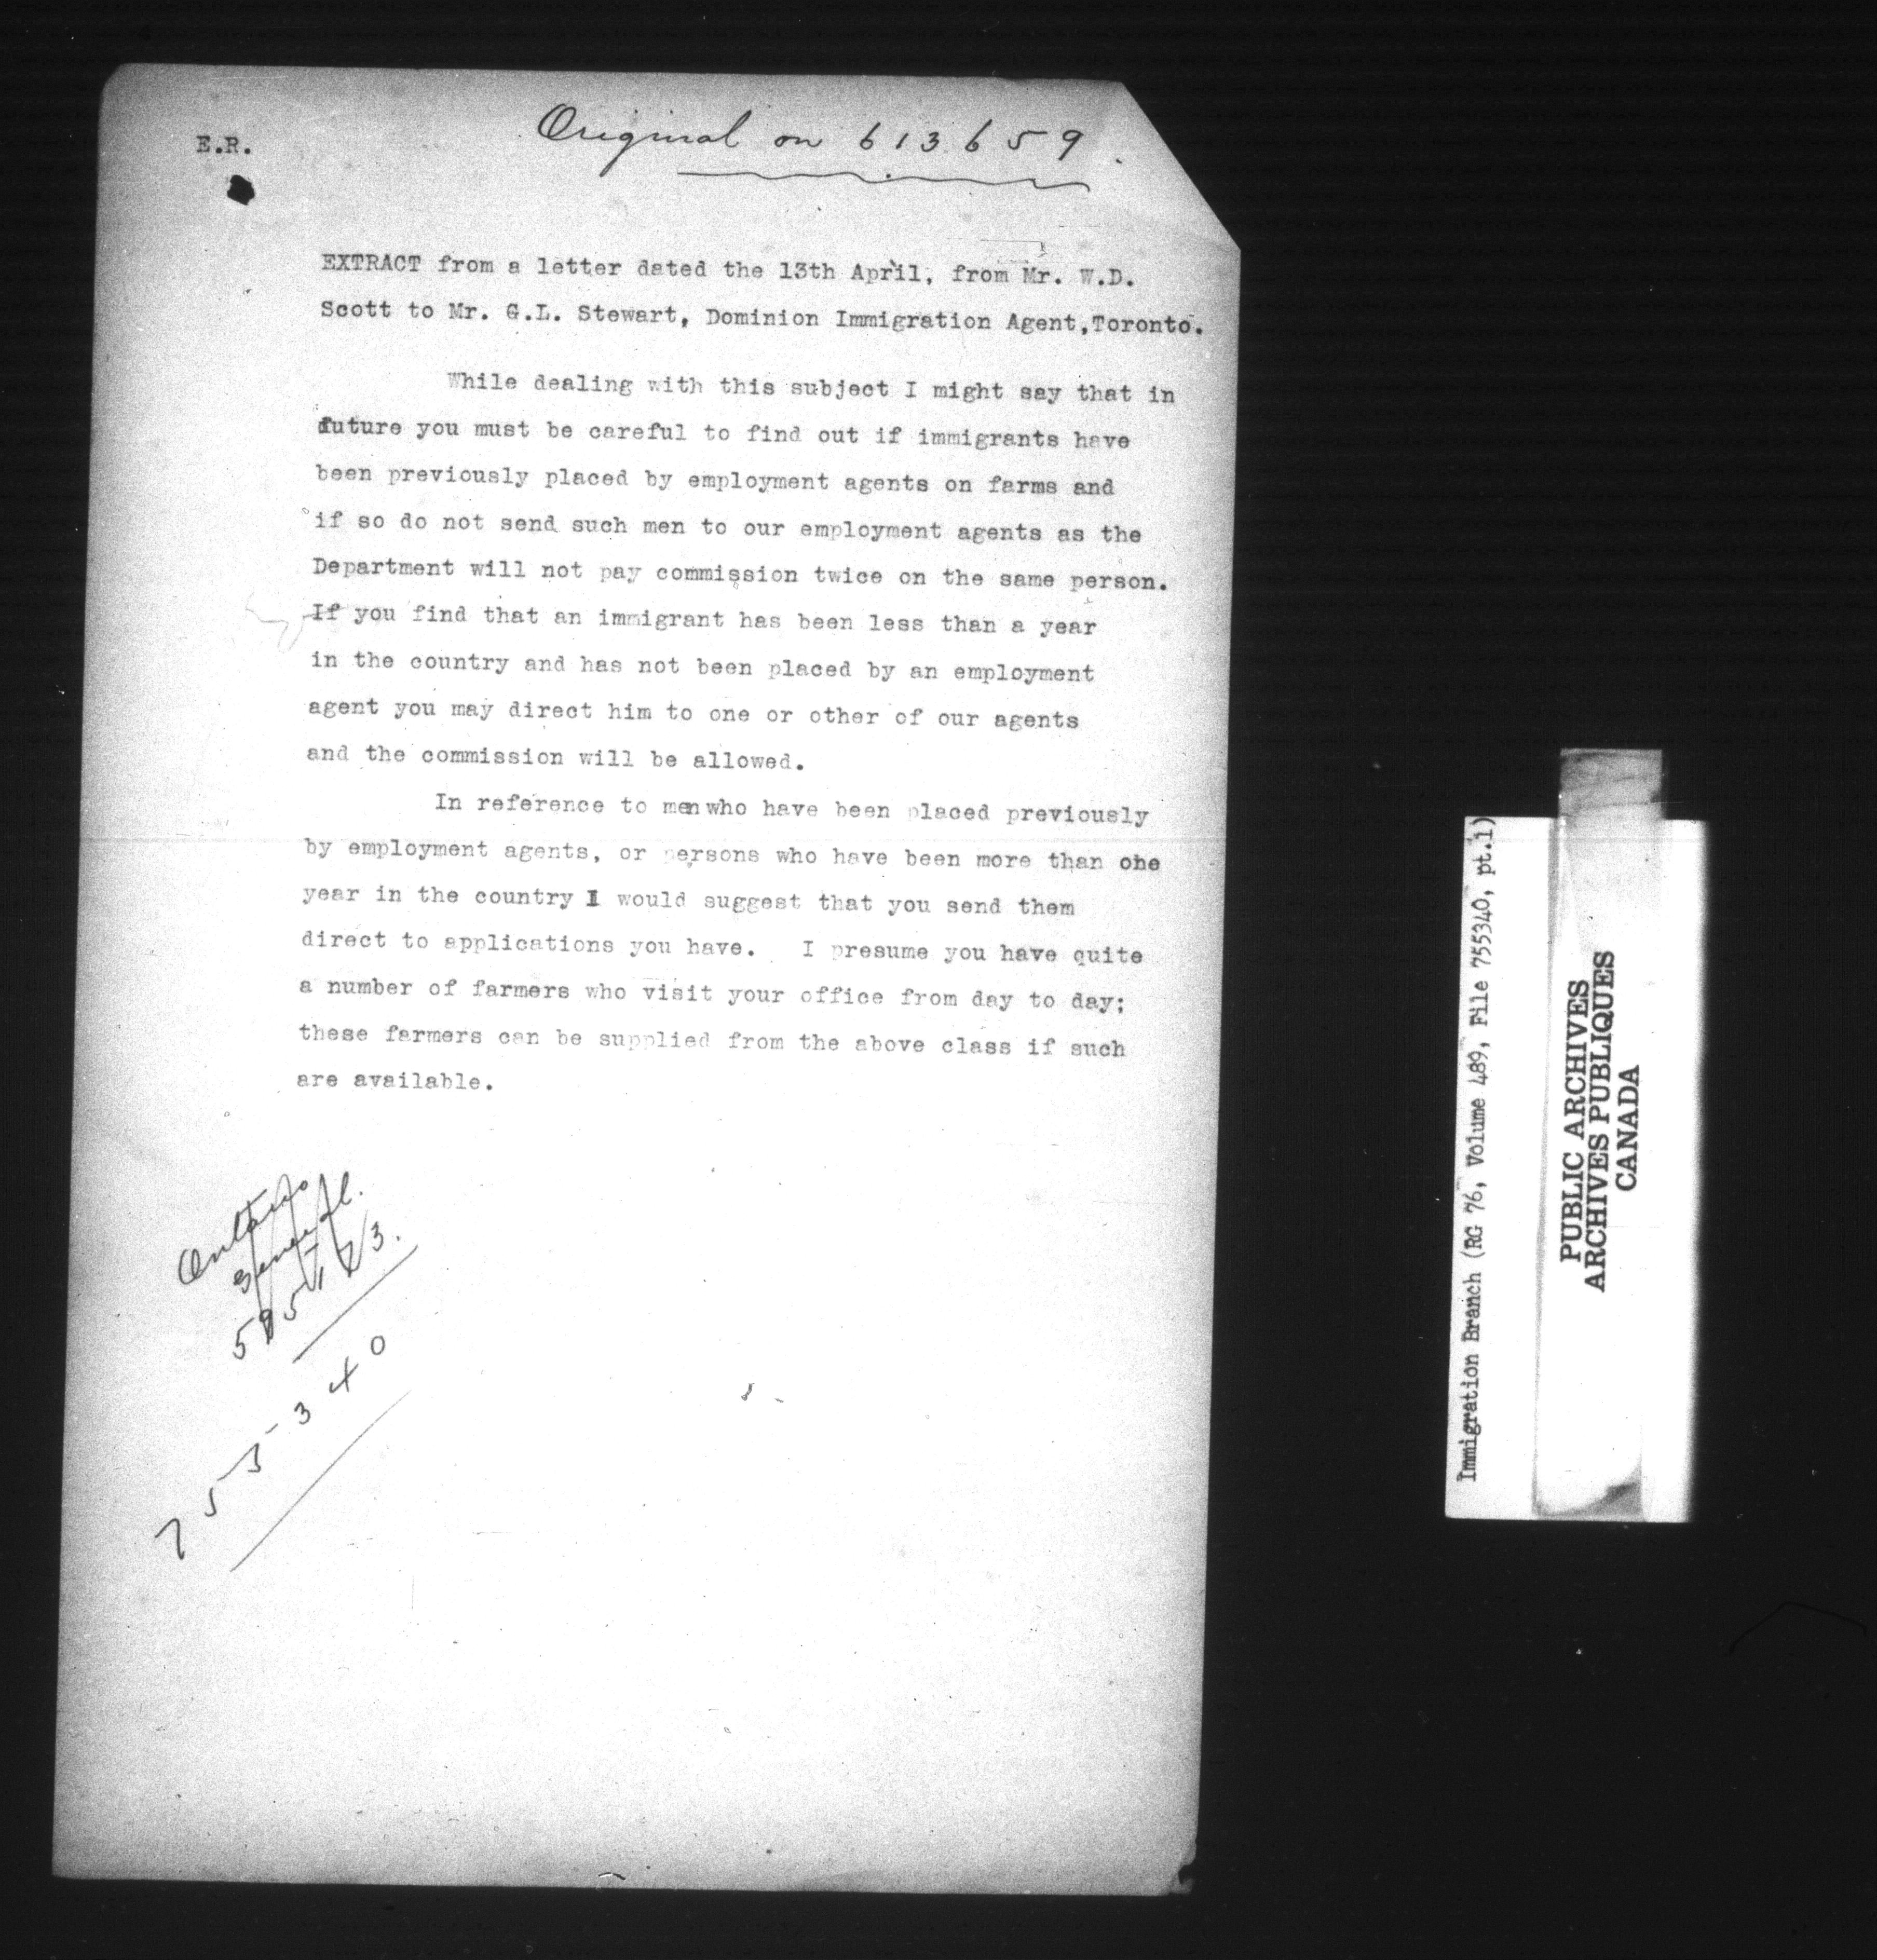 E.R.
Original on 613659.
EXTRACT from a letter dated the 13th April, from Mr. W.D.
Scott to Mr. G.L. Stewart, Dominion Immigration Agent,Toronto.
While dealing with this subject I might say that in
future you must be careful to find out if immigrants have
been previously placed by employment agents on farms and
if so do not send such men to our employment agents as the
Department will not pay commission twice on the same person.
If you find that an immigrant has been less than a year
in the country and has not been placed by an employment
agent you may direct him to one or other of our agents
and the commission will be allowed.
In reference to men who have been placed previously
by employment agents, or persons who have been more than one
year in the country I would suggest that you send them
direct to applications you have. I presume you have quite
a number of farmers who visit your office from day to day;
these farmers can be supplied from the above class if such
are available.
Ontario
755340
Immigration Branch (RG 76, Volume 489, File 755340, pt.1)
PUBLIC ARCHIVES
ARCHIVES PUBLIQUES
CANADA